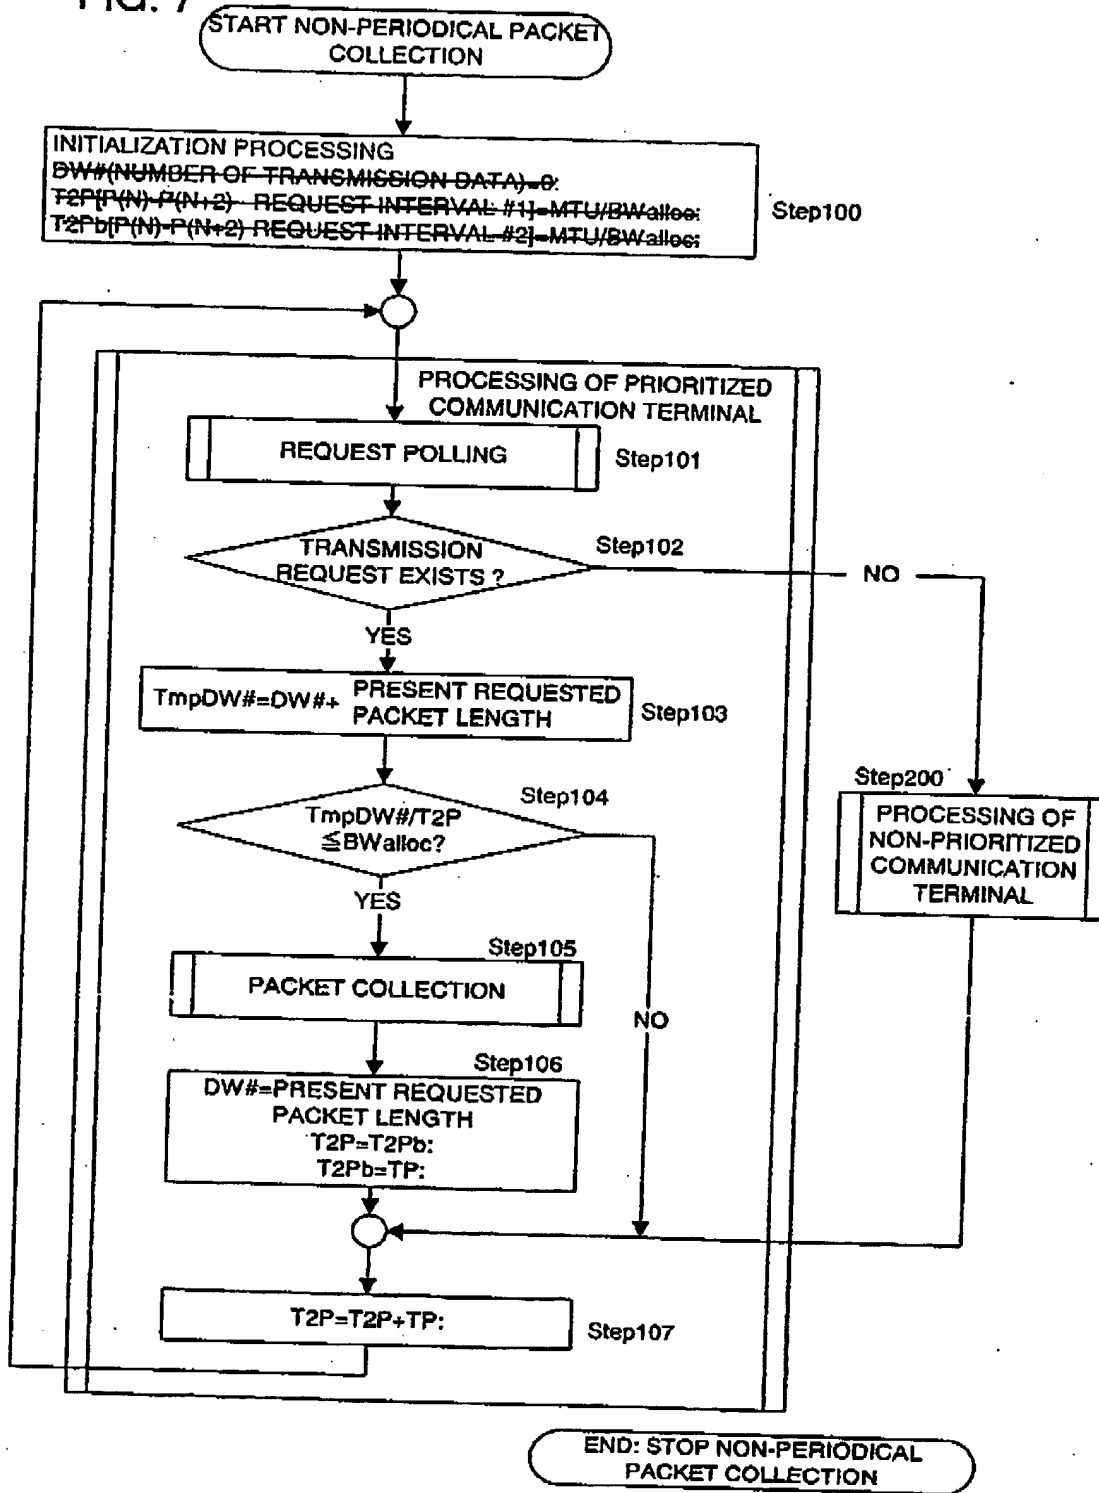 FIG. 7
START NON-PERIODICAL PACKET
COLLECTION
INITIALIZATION PROCESSING
DW#(NUMBER OF TRANSMISSION DATA)=0:
T2P[P(N)-P(N+2) REQUEST INTERVAL #1]=MTU/BWalloc:
T2Pb[P(N)-P(N+2) REQUEST INTERVAL #2]=MTU/BWalloc:
Step100
PROCESSING OF PRIORITIZED
COMMUNICATION TERMINAL
REQUEST POLLING
Step101
TRANSMISSION
REQUEST EXISTS ?
Step102
NO
YES
TmpDW#=DW#+ PRESENT REQUESTED
PACKET LENGTH
Step103
TmpDW#/T2P
≦BWalloc?
Step104
YES
NO
Step200
PROCESSING OF
NON-PRIORITIZED
COMMUNICATION
TERMINAL
Step105
PACKET COLLECTION
Step106
DW#=PRESENT REQUESTED
PACKET LENGTH
T2P=T2Pb:
T2Pb=TP:
T2P=T2P+TP:
Step107
END: STOP NON-PERIODICAL
PACKET COLLECTION